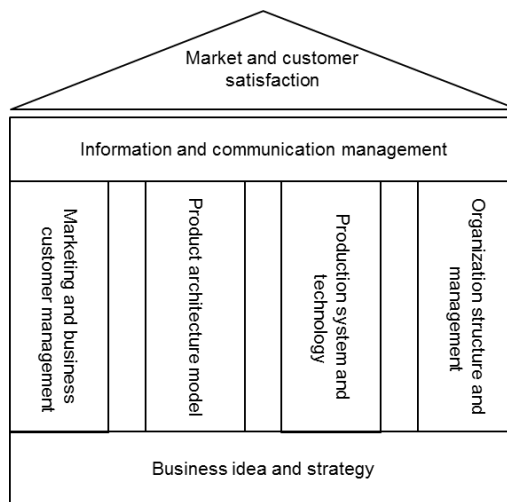 Market and customer
satisfaction
Information and communication management
Marketing and business
customer management
Product architecture model
Production system and
technology
Organization structure and
management
Business idea and strategy